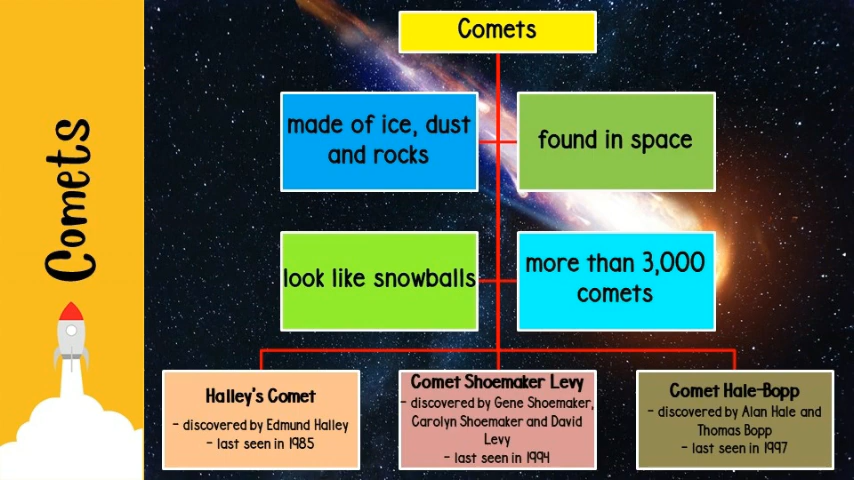 Comets
Comets
made of ice, dust
and rocks
found in space
look like snowballs
more than 3,000
comets
Halley's Comet
- discovered by Edmund Halley
- last seen in 1985
Comet Shoemaker Levy
- discovered by Gene Shoemaker,
Carolyn Shoemaker and David
Levy
- last seen in 1994
Comet Hale-Bopp
- discovered by Alan Hale and
Thomas Bopp
- last seen in 1997